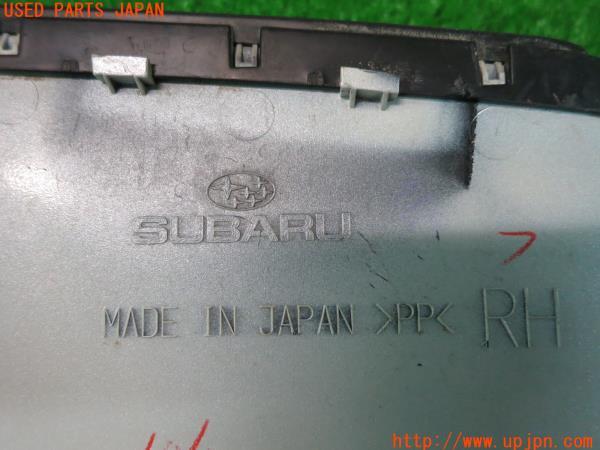 USED PARTS JAPAN
SUBARU
MADE IN JAPAN >PP< RH
http://www.upjpn.com/